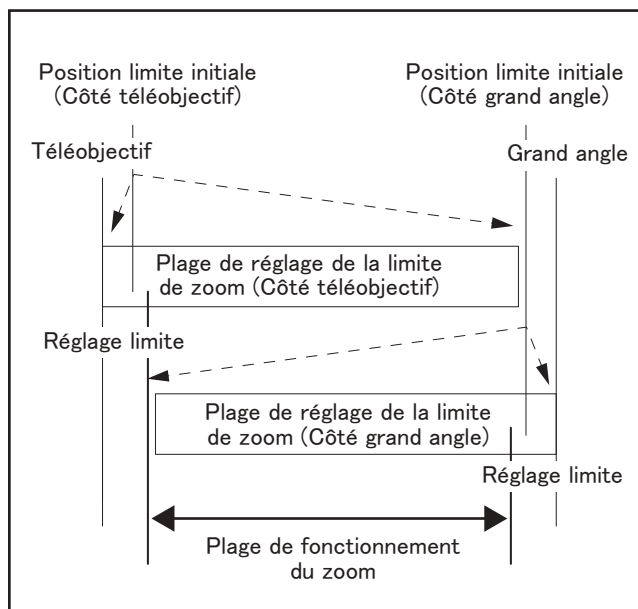 Position limite initiale
(Côté téléobjectif)
Position limite initiale
(Côté grand angle)
Téléobjectif
Grand angle
Plage de réglage de la limite
de zoom (Côté téléobjectif)
Réglage limite
Plage de réglage de la limite
de zoom (Côté grand angle)
Réglage limite
Plage de fonctionnement
du zoom